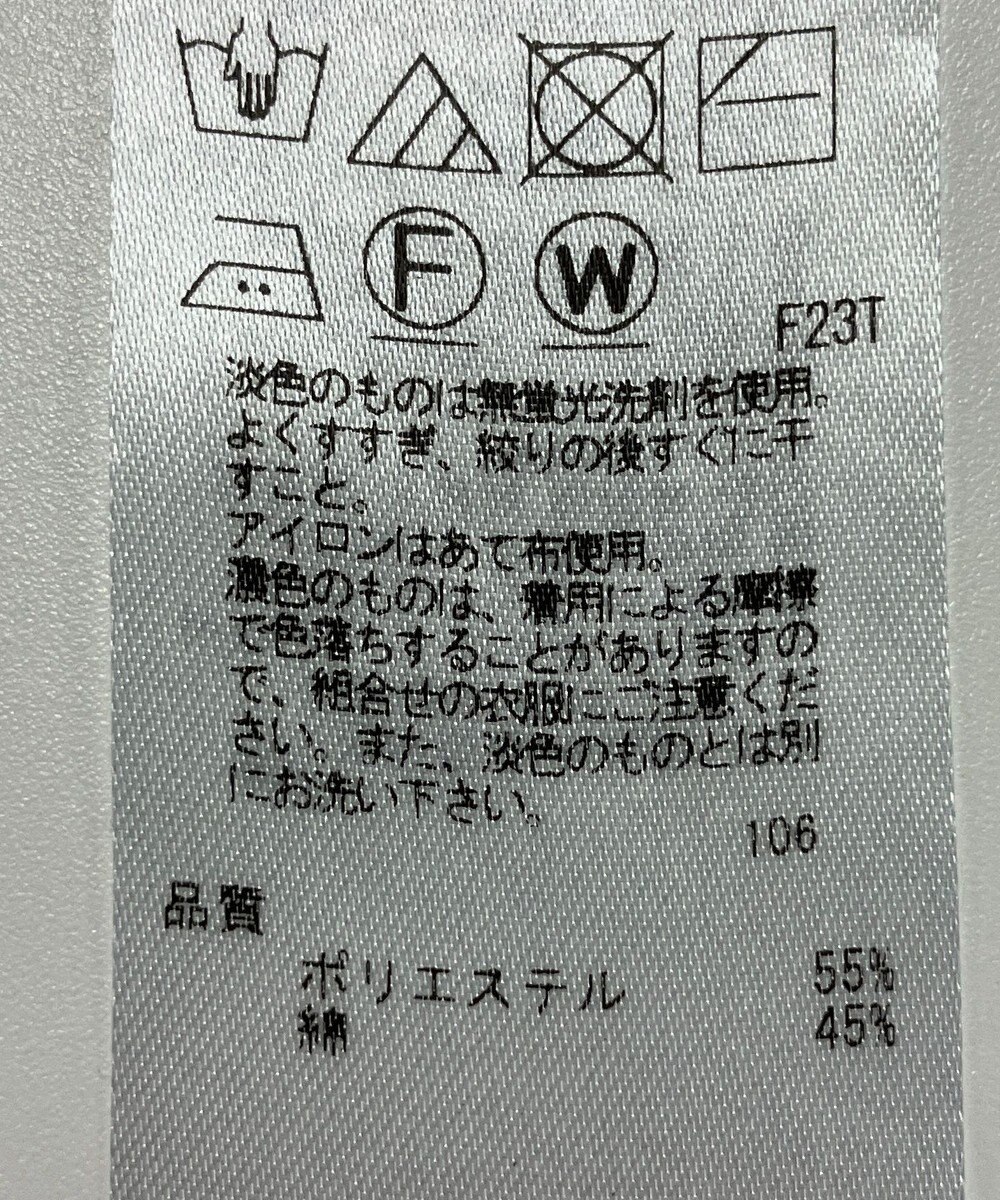 F W
F23T
淡色のものは無蛍光洗剤を使用。
よくすすぎ、絞りの後すぐに干
すこと。
アイロンはあて布使用。
濃色のものは、着用による摩擦
で色落ちすることがありますの
で、組合せの衣服にご注意くだ
さい。また、淡色のものとは別
にお洗い下さい。
106
品質
ポリエステル 55%
綿 45%